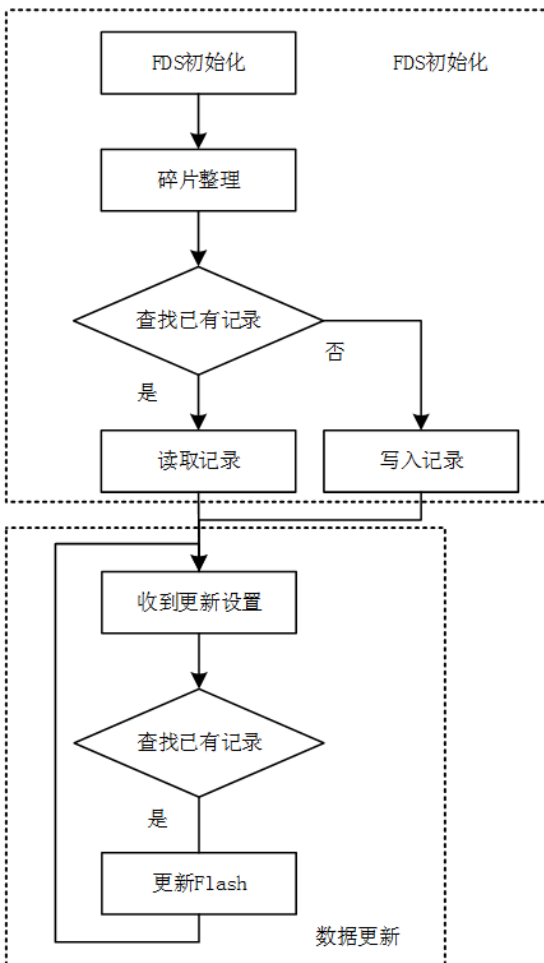 FDS初始化
FDS初始化
碎片整理
查找已有记录
否
是
读取记录
写入记录
收到更新设置
查找已有记录
是
更新Flash
数据更新